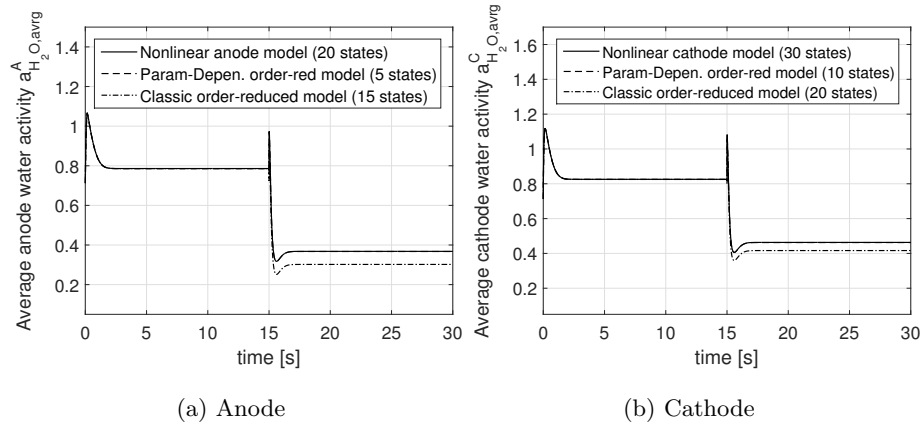 1.4
1.2
1
0.8
0.6
0.4
0.2
0
5
10
15
20
25
30
time [s]
Average anode water activity a^A_{H_2O,avrg}
Nonlinear anode model (20 states)
Param-Depen. order-red model (5 states)
Classic order-reduced model (15 states)
(a) Anode
1.6
1.4
1.2
1
0.8
0.6
0.4
0.2
0
5
10
15
20
25
30
time [s]
Average cathode water activity a^C_{H_2O,avrg}
Nonlinear cathode model (30 states)
Param-Depen. order-red model (10 states)
Classic order-reduced model (20 states)
(b) Cathode